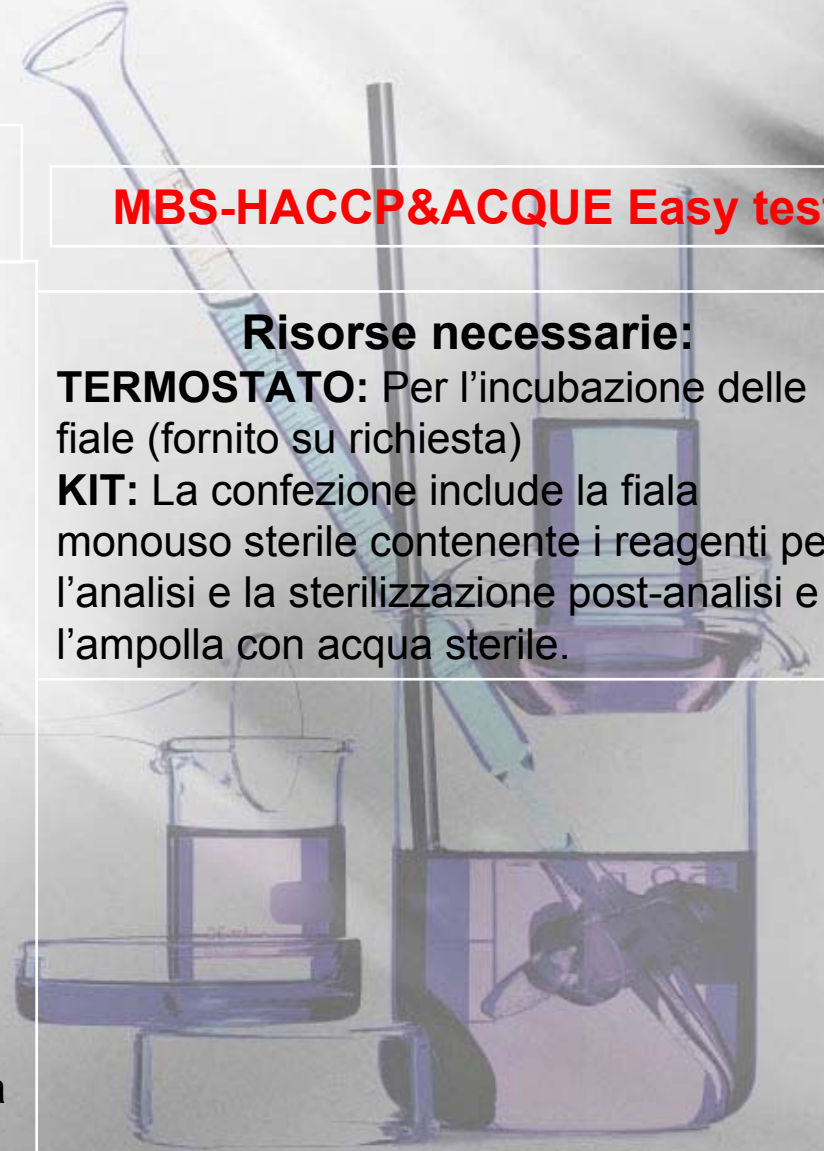 MBS-HACCP&ACQUE Easy test
Risorse necessarie:
TERMOSTATO: Per l’incubazione delle
fiale (fornito su richiesta)
KIT: La confezione include la fiala
monouso sterile contenente i reagenti pe
l’analisi e la sterilizzazione post-analisi e
l’ampolla con acqua sterile.
a